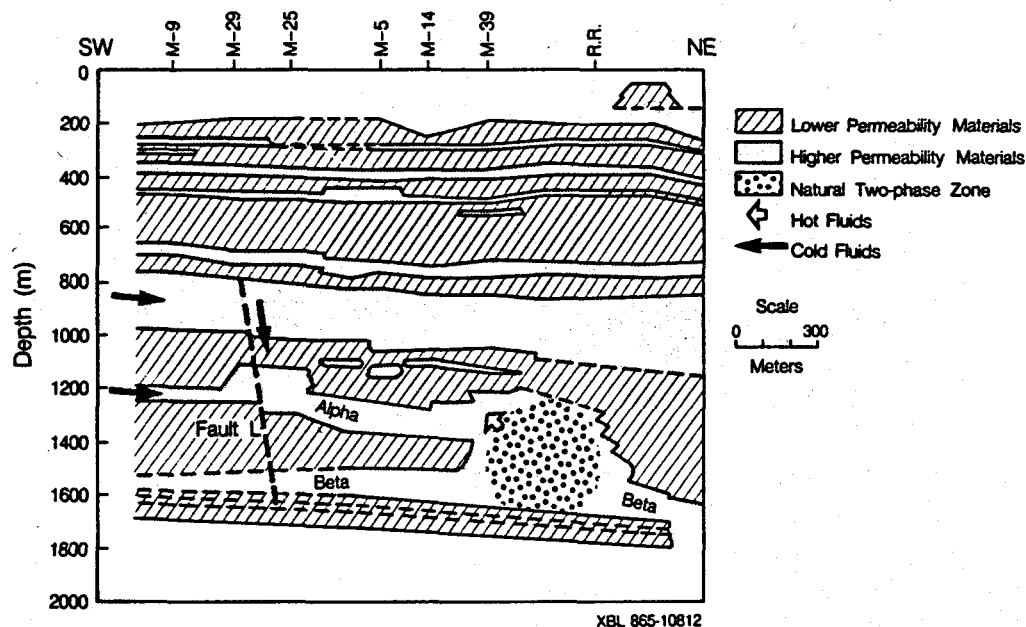 SW
M-9
M-29
M-25
M-5
M-14
M-39
R.R.
NE
0
200
400
600
800
1000
1200
1400
1600
1800
2000
Depth (m)
Alpha
Fault L
Beta
Beta
Lower Permeability Materials
Higher Permeability Materials
Natural Two-phase Zone
Hot Fluids
Cold Fluids
Scale
0 300
Meters
XBL 865-10812